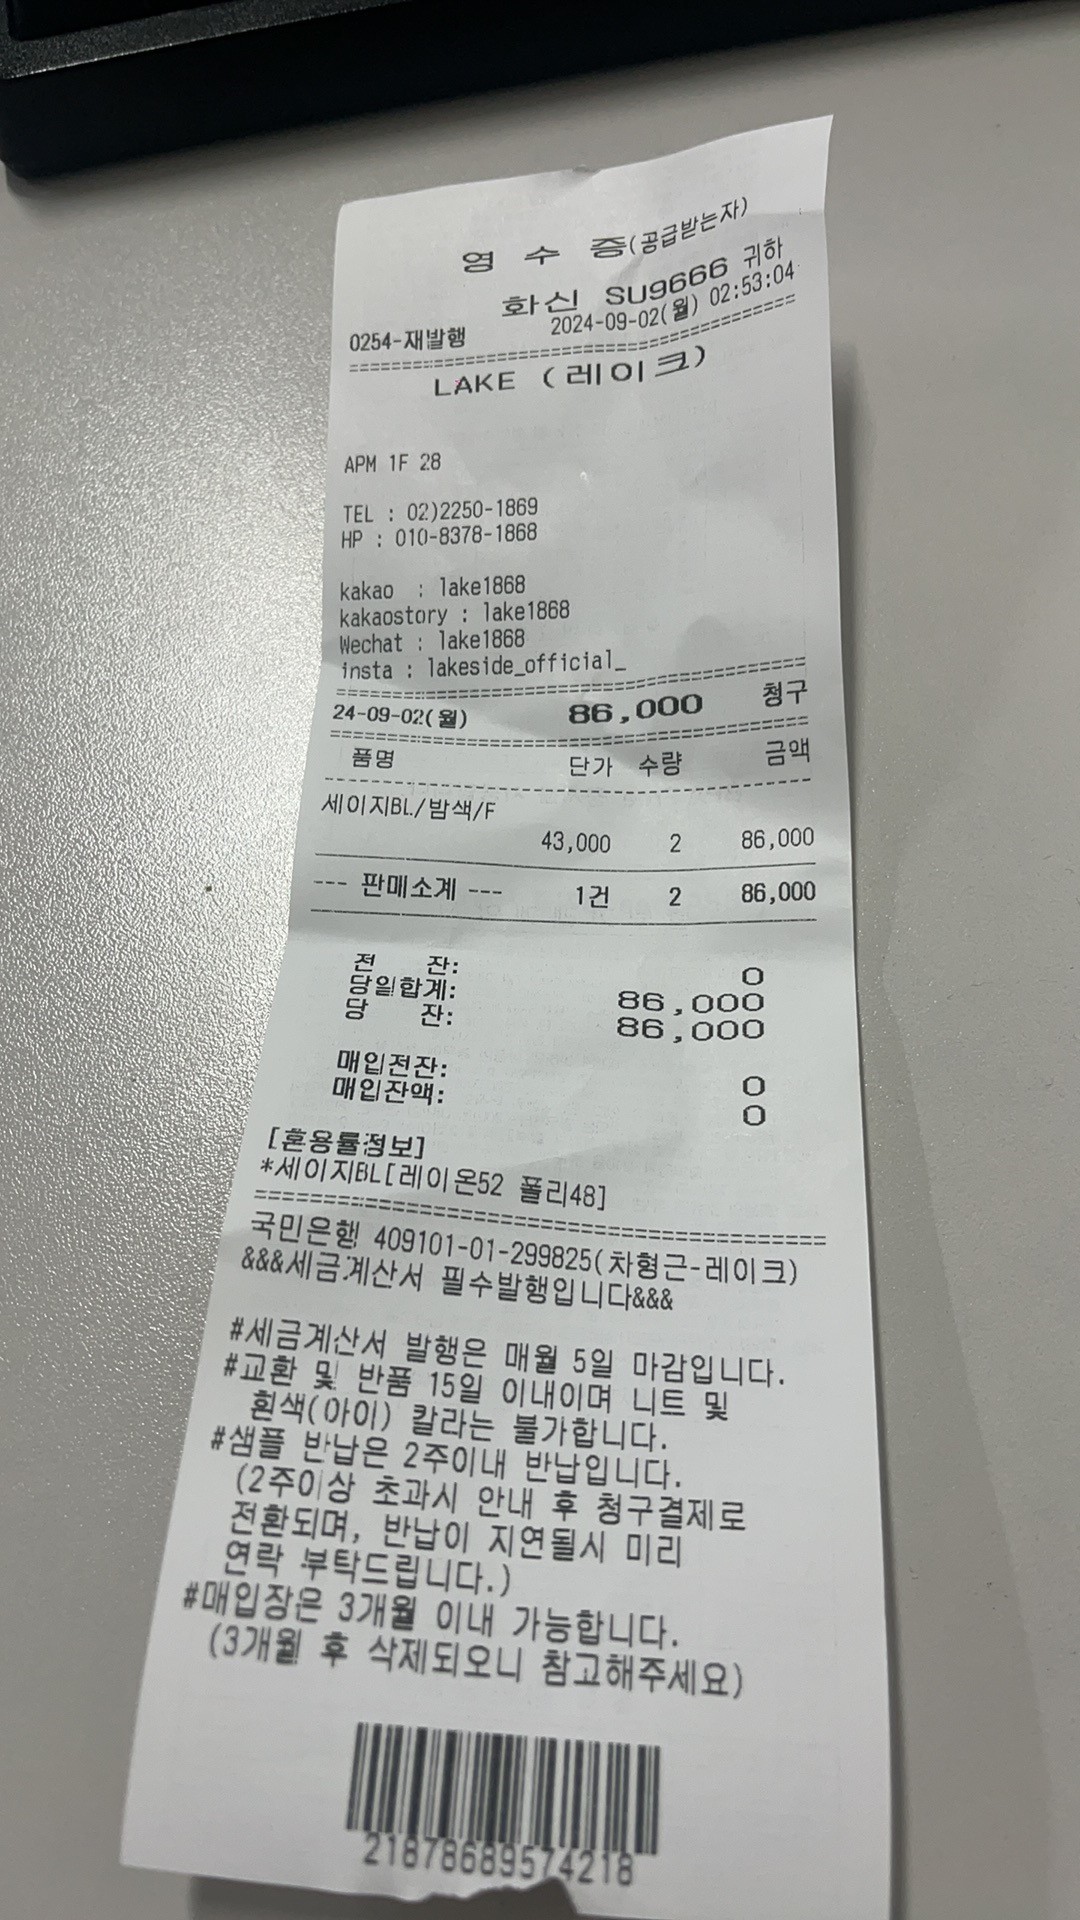 영 수 증(공급받는자)
화신 SU9666 귀하
0254-재발행 2024-09-02(월) 02:53:04
========================================
LAKE (레이크)
APM 1F 28
TEL : 02)2250-1869
HP : 010-8378-1868
kakao : lake1868
kakaostory : lake1868
Wechat : lake1868
insta : lakeside_official_
========================================
24-09-02(월) 86,000 청구
========================================
품명 단가 수량 금액
----------------------------------------
세이지BL/밤색/F
43,000 2 86,000
--- 판매소계 --- 1건 2 86,000
전 잔: 0
당일합계: 86,000
당 잔: 86,000
매입전잔: 0
매입잔액: 0
[혼용률정보]
*세이지BL[레이온52 폴리48]
========================================
국민은행 409101-01-299825(차형근-레이크)
&&&세금계산서 필수발행입니다&&&
#세금계산서 발행은 매월 5일 마감입니다.
#교환 및 반품 15일 이내이며 니트 및
흰색(아이) 칼라는 불가합니다.
#샘플 반납은 2주이내 반납입니다.
(2주이상 초과시 안내 후 청구결제로
전환되며, 반납이 지연될시 미리
연락 부탁드립니다.)
#매입장은 3개월 이내 가능합니다.
(3개월 후 삭제되오니 참고해주세요)
21878689574218